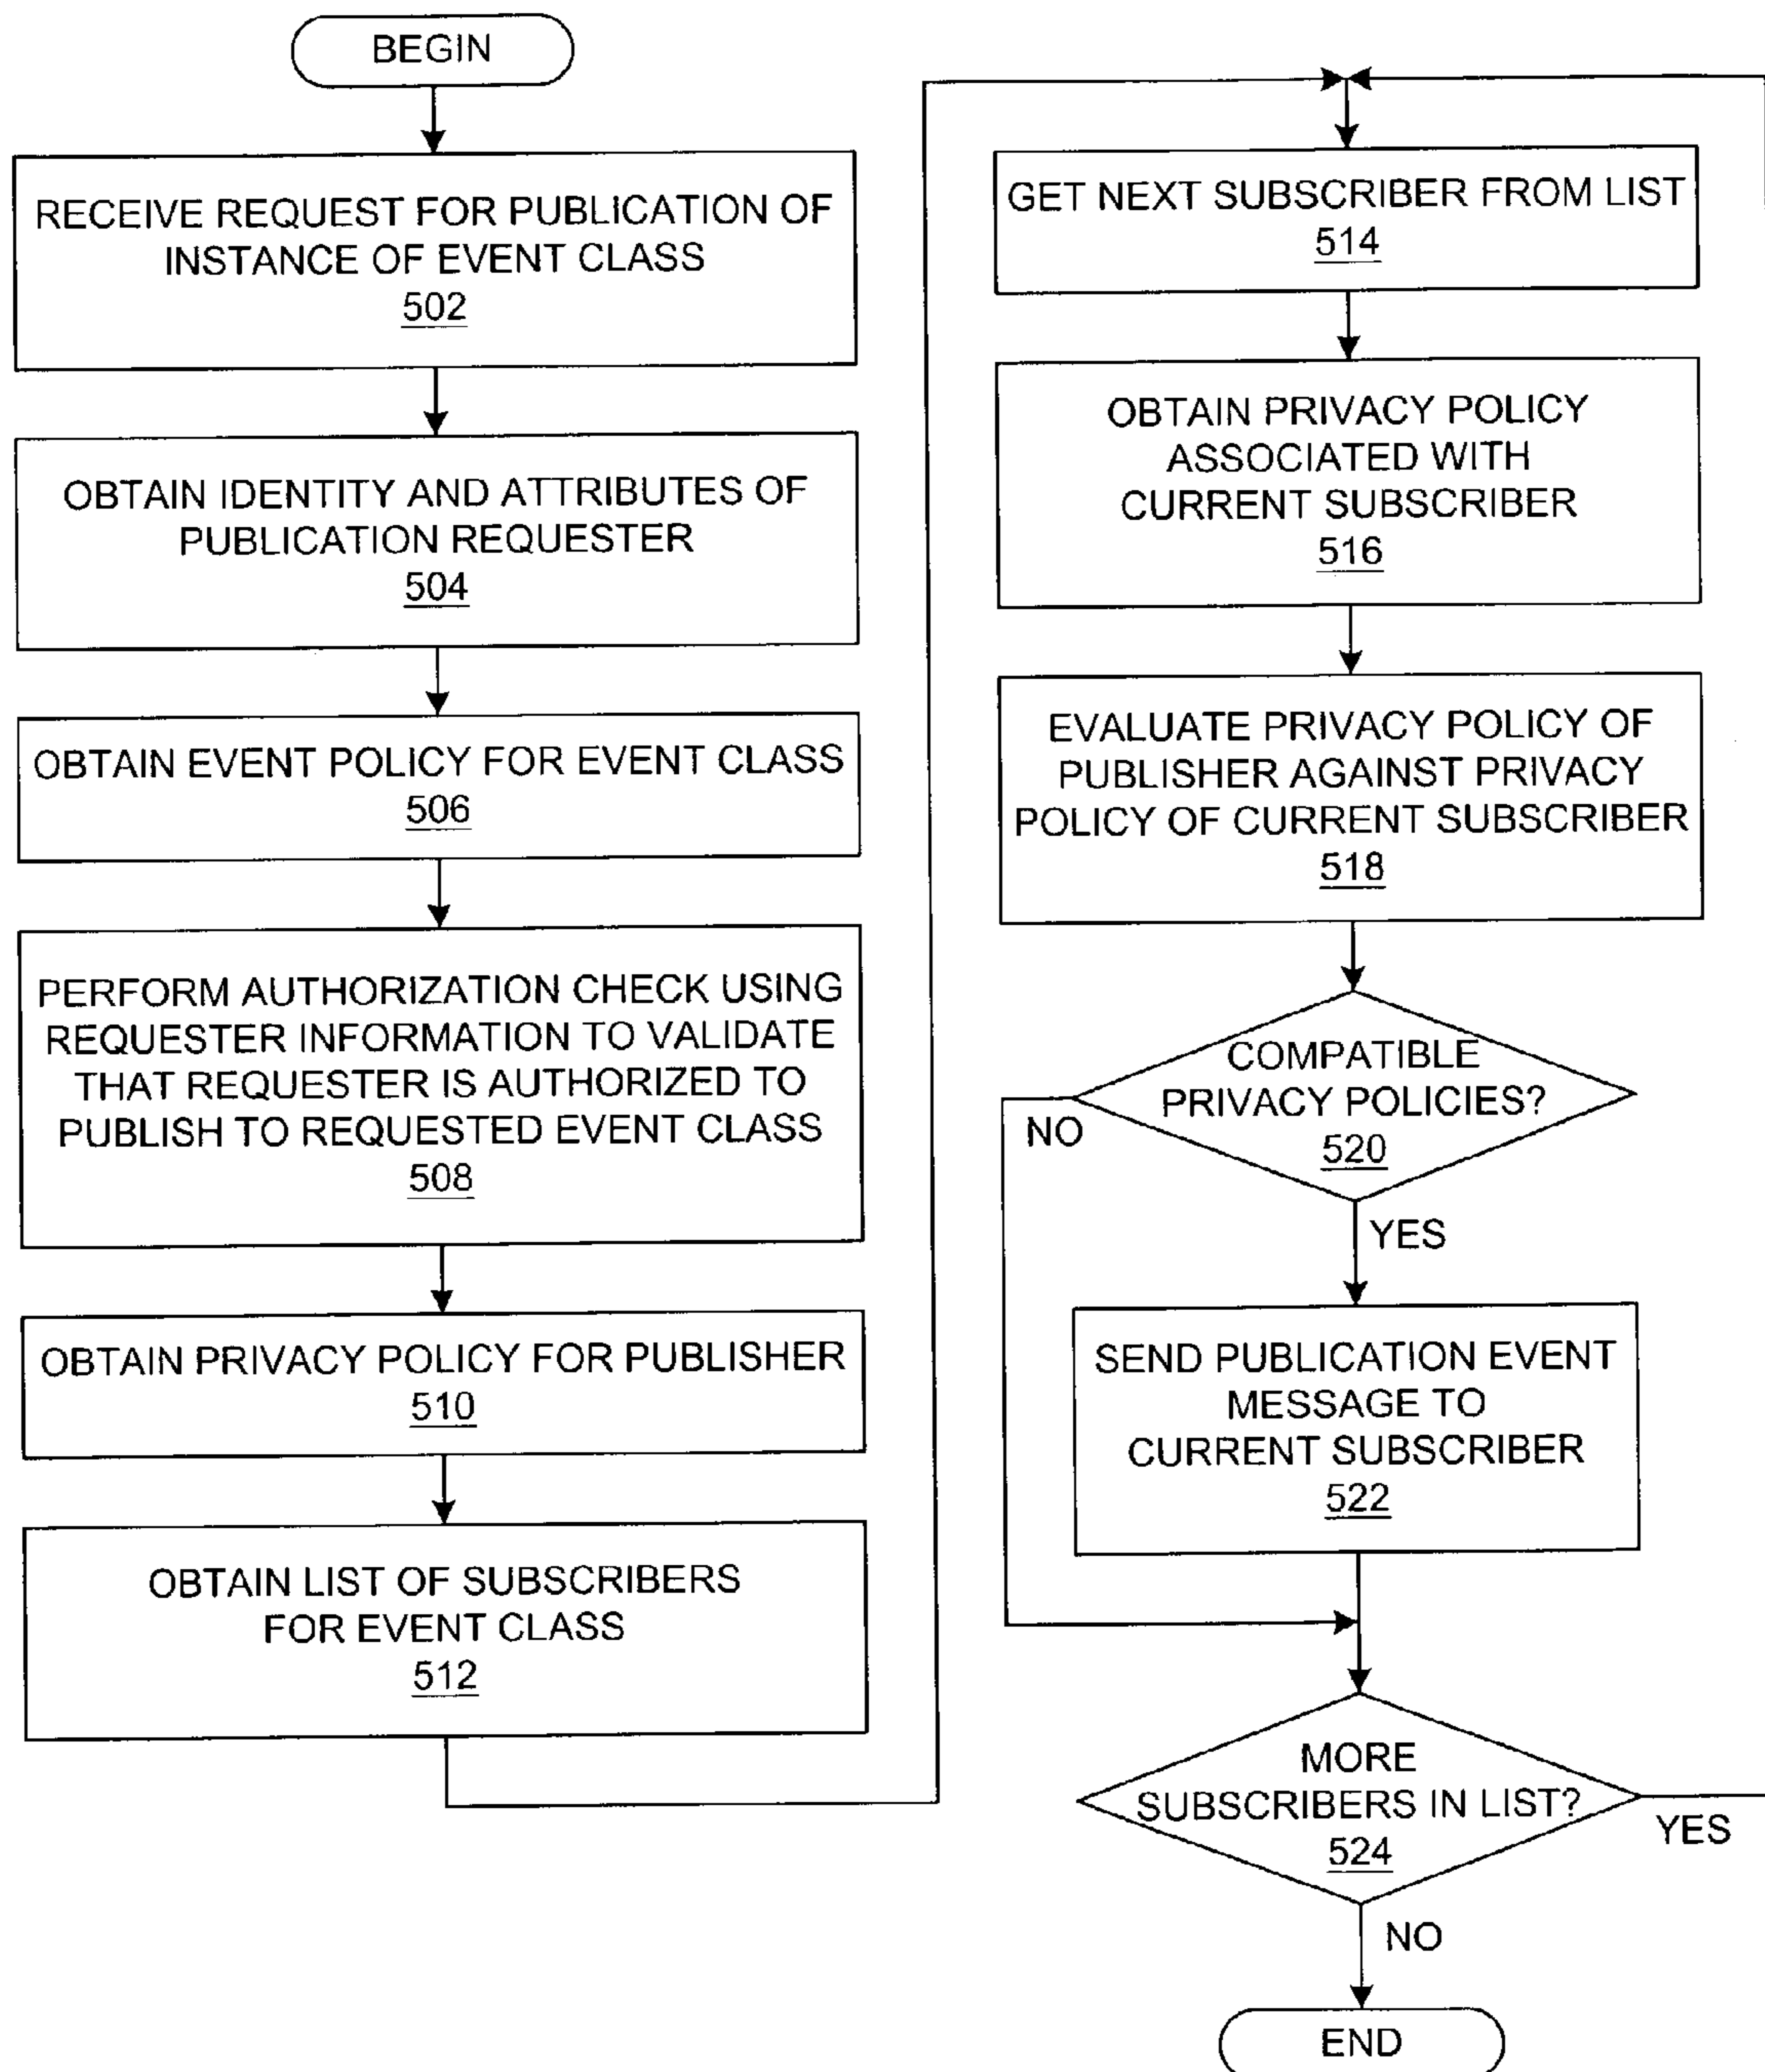 BEGIN
RECEIVE REQUEST FOR PUBLICATION OF
INSTANCE OF EVENT CLASS
502
OBTAIN IDENTITY AND ATTRIBUTES OF
PUBLICATION REQUESTER
504
OBTAIN EVENT POLICY FOR EVENT CLASS
506
PERFORM AUTHORIZATION CHECK USING
REQUESTER INFORMATION TO VALIDATE
THAT REQUESTER IS AUTHORIZED TO
PUBLISH TO REQUESTED EVENT CLASS
508
OBTAIN PRIVACY POLICY FOR PUBLISHER
510
OBTAIN LIST OF SUBSCRIBERS
FOR EVENT CLASS
512
GET NEXT SUBSCRIBER FROM LIST
514
OBTAIN PRIVACY POLICY
ASSOCIATED WITH
CURRENT SUBSCRIBER
516
EVALUATE PRIVACY POLICY OF
PUBLISHER AGAINST PRIVACY
POLICY OF CURRENT SUBSCRIBER
518
COMPATIBLE
PRIVACY POLICIES?
520
NO
YES
SEND PUBLICATION EVENT
MESSAGE TO
CURRENT SUBSCRIBER
522
MORE
SUBSCRIBERS IN LIST?
524
YES
NO
END